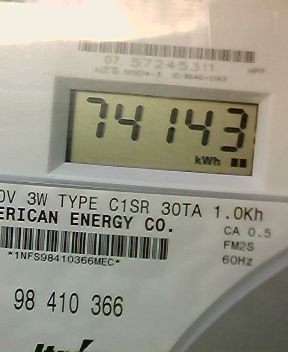 07. 57245311
74143
kWh
0V 3W TYPE C1SR 30TA 1.0Kh
ERICAN ENERGY CO.
CA 0.5
FM2S
60Hz
*1NFS98410366MEC*
98 410 366